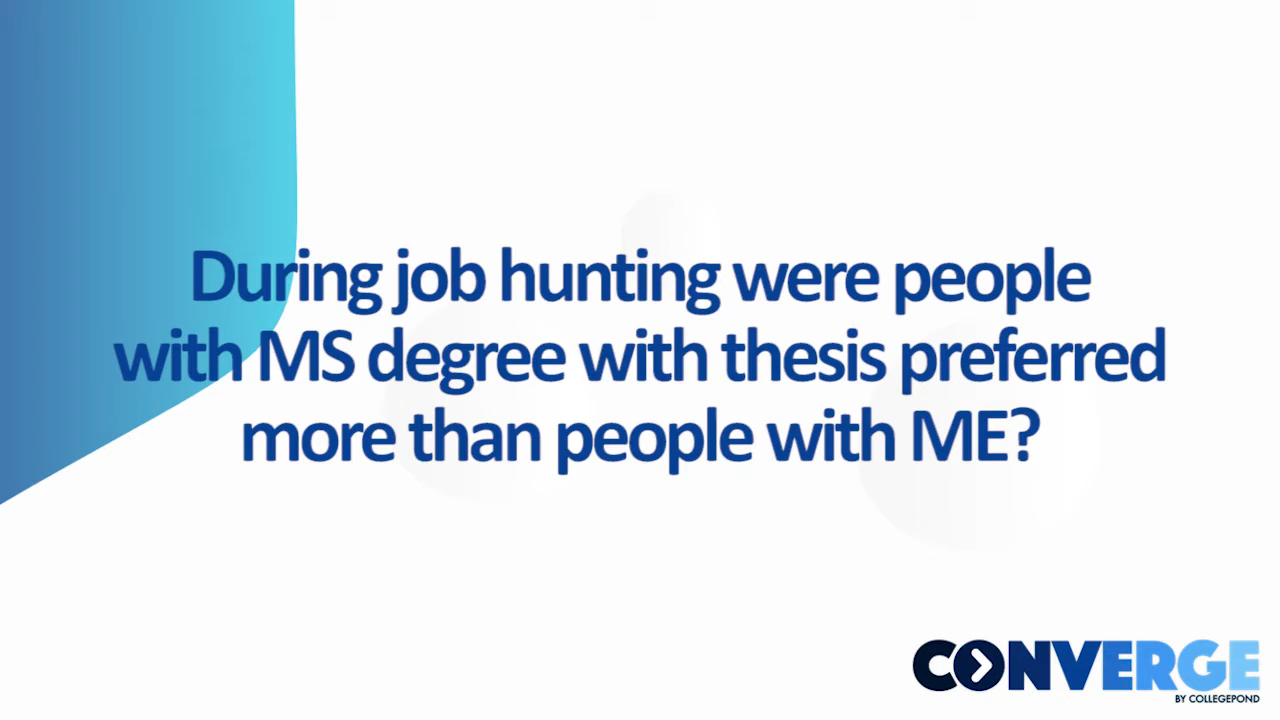 During job hunting were people
with MS degree with thesis preferred
more than people with ME?
CONVERGE
BY COLLEGEPOND